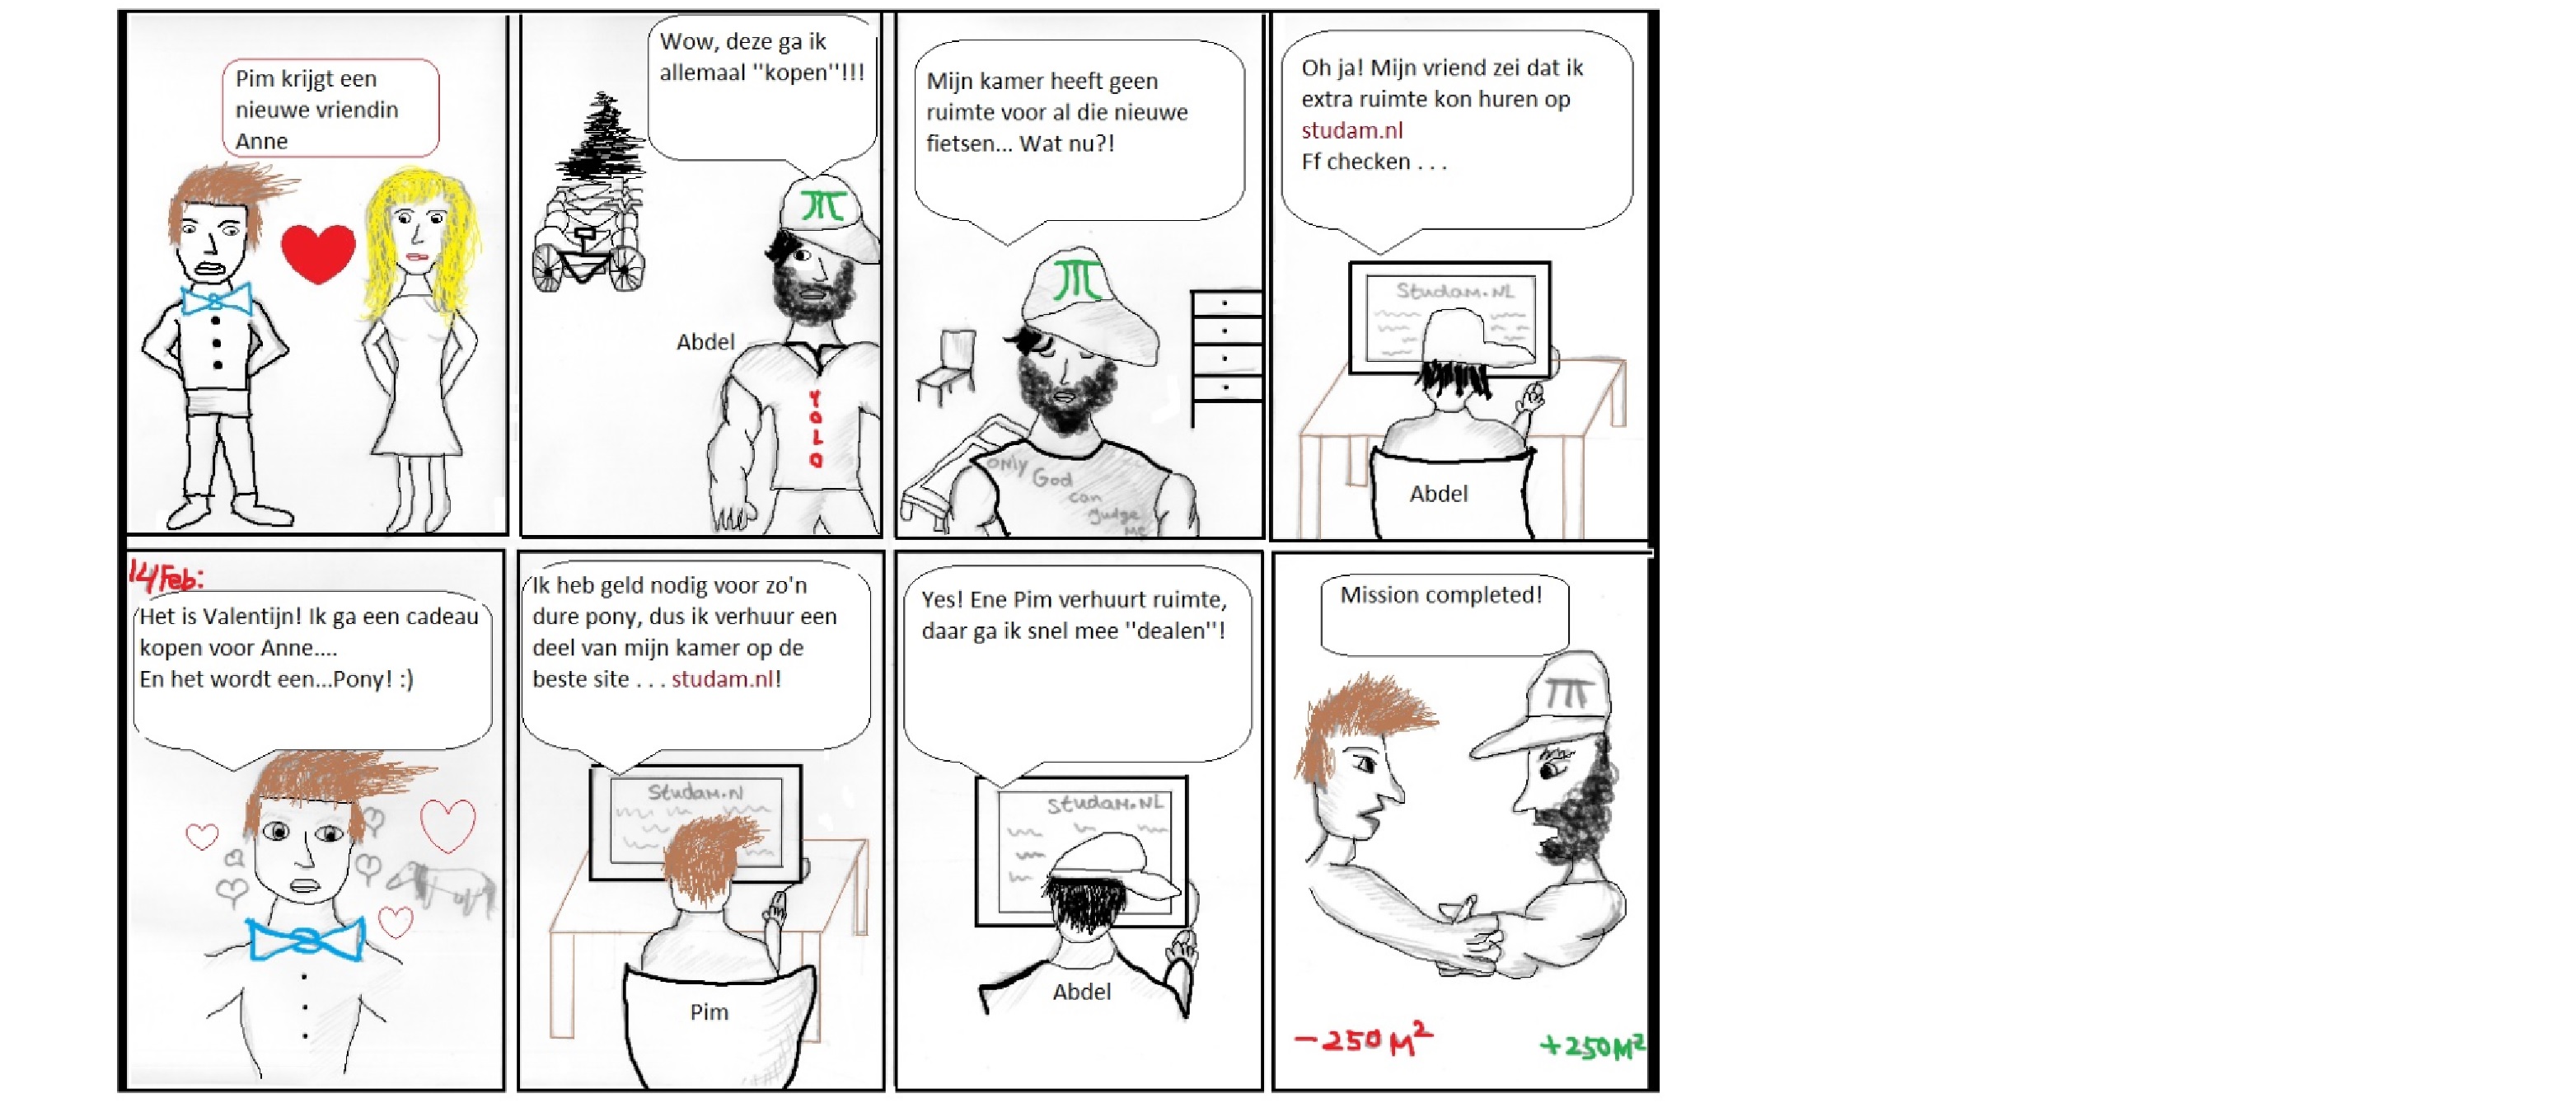 Pim krijgt een
nieuwe vriendin
Anne
Wow, deze ga ik
allemaal "kopen"!!!
Abdel
Y
O
L
O
Mijn kamer heeft geen
ruimte voor al die nieuwe
fietsen... Wat nu?!
Only
God
can
judge
me
Oh ja! Mijn vriend zei dat ik
extra ruimte kon huren op
studam.nl
Ff checken . . .
Studam.NL
Abdel
14 Feb:
Het is Valentijn! Ik ga een cadeau
kopen voor Anne....
En het wordt een...Pony! :)
Ik heb geld nodig voor zo'n
dure pony, dus ik verhuur een
deel van mijn kamer op de
beste site . . . studam.nl!
Studam.nl
Pim
Yes! Ene Pim verhuurt ruimte,
daar ga ik snel mee "dealen"!
Studam.NL
Abdel
Mission completed!
-250 M²
+250M²